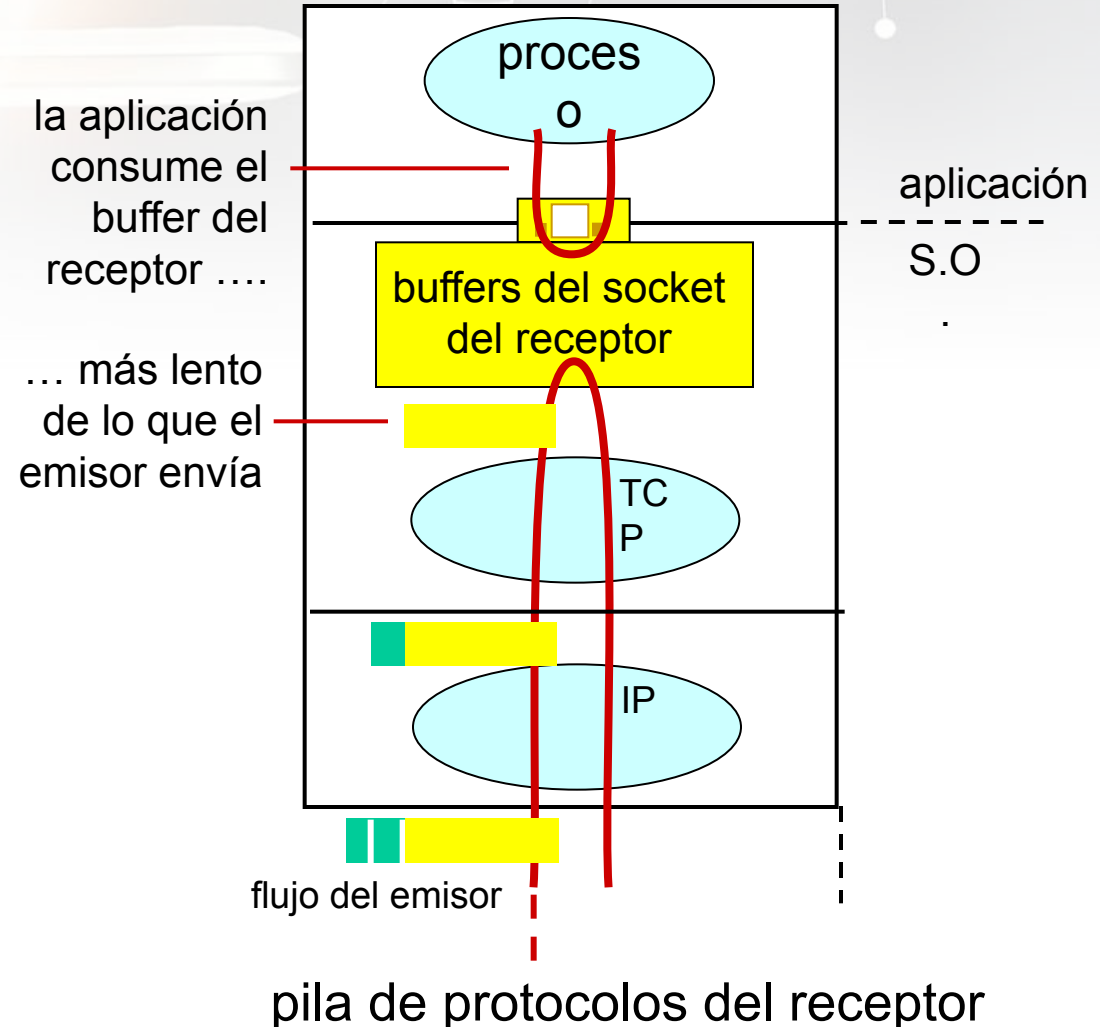 proces
o
la aplicación
consume el
buffer del
receptor ….
aplicación
S.O
.
buffers del socket
del receptor
… más lento
de lo que el
emisor envía
TC
P
IP
flujo del emisor
pila de protocolos del receptor